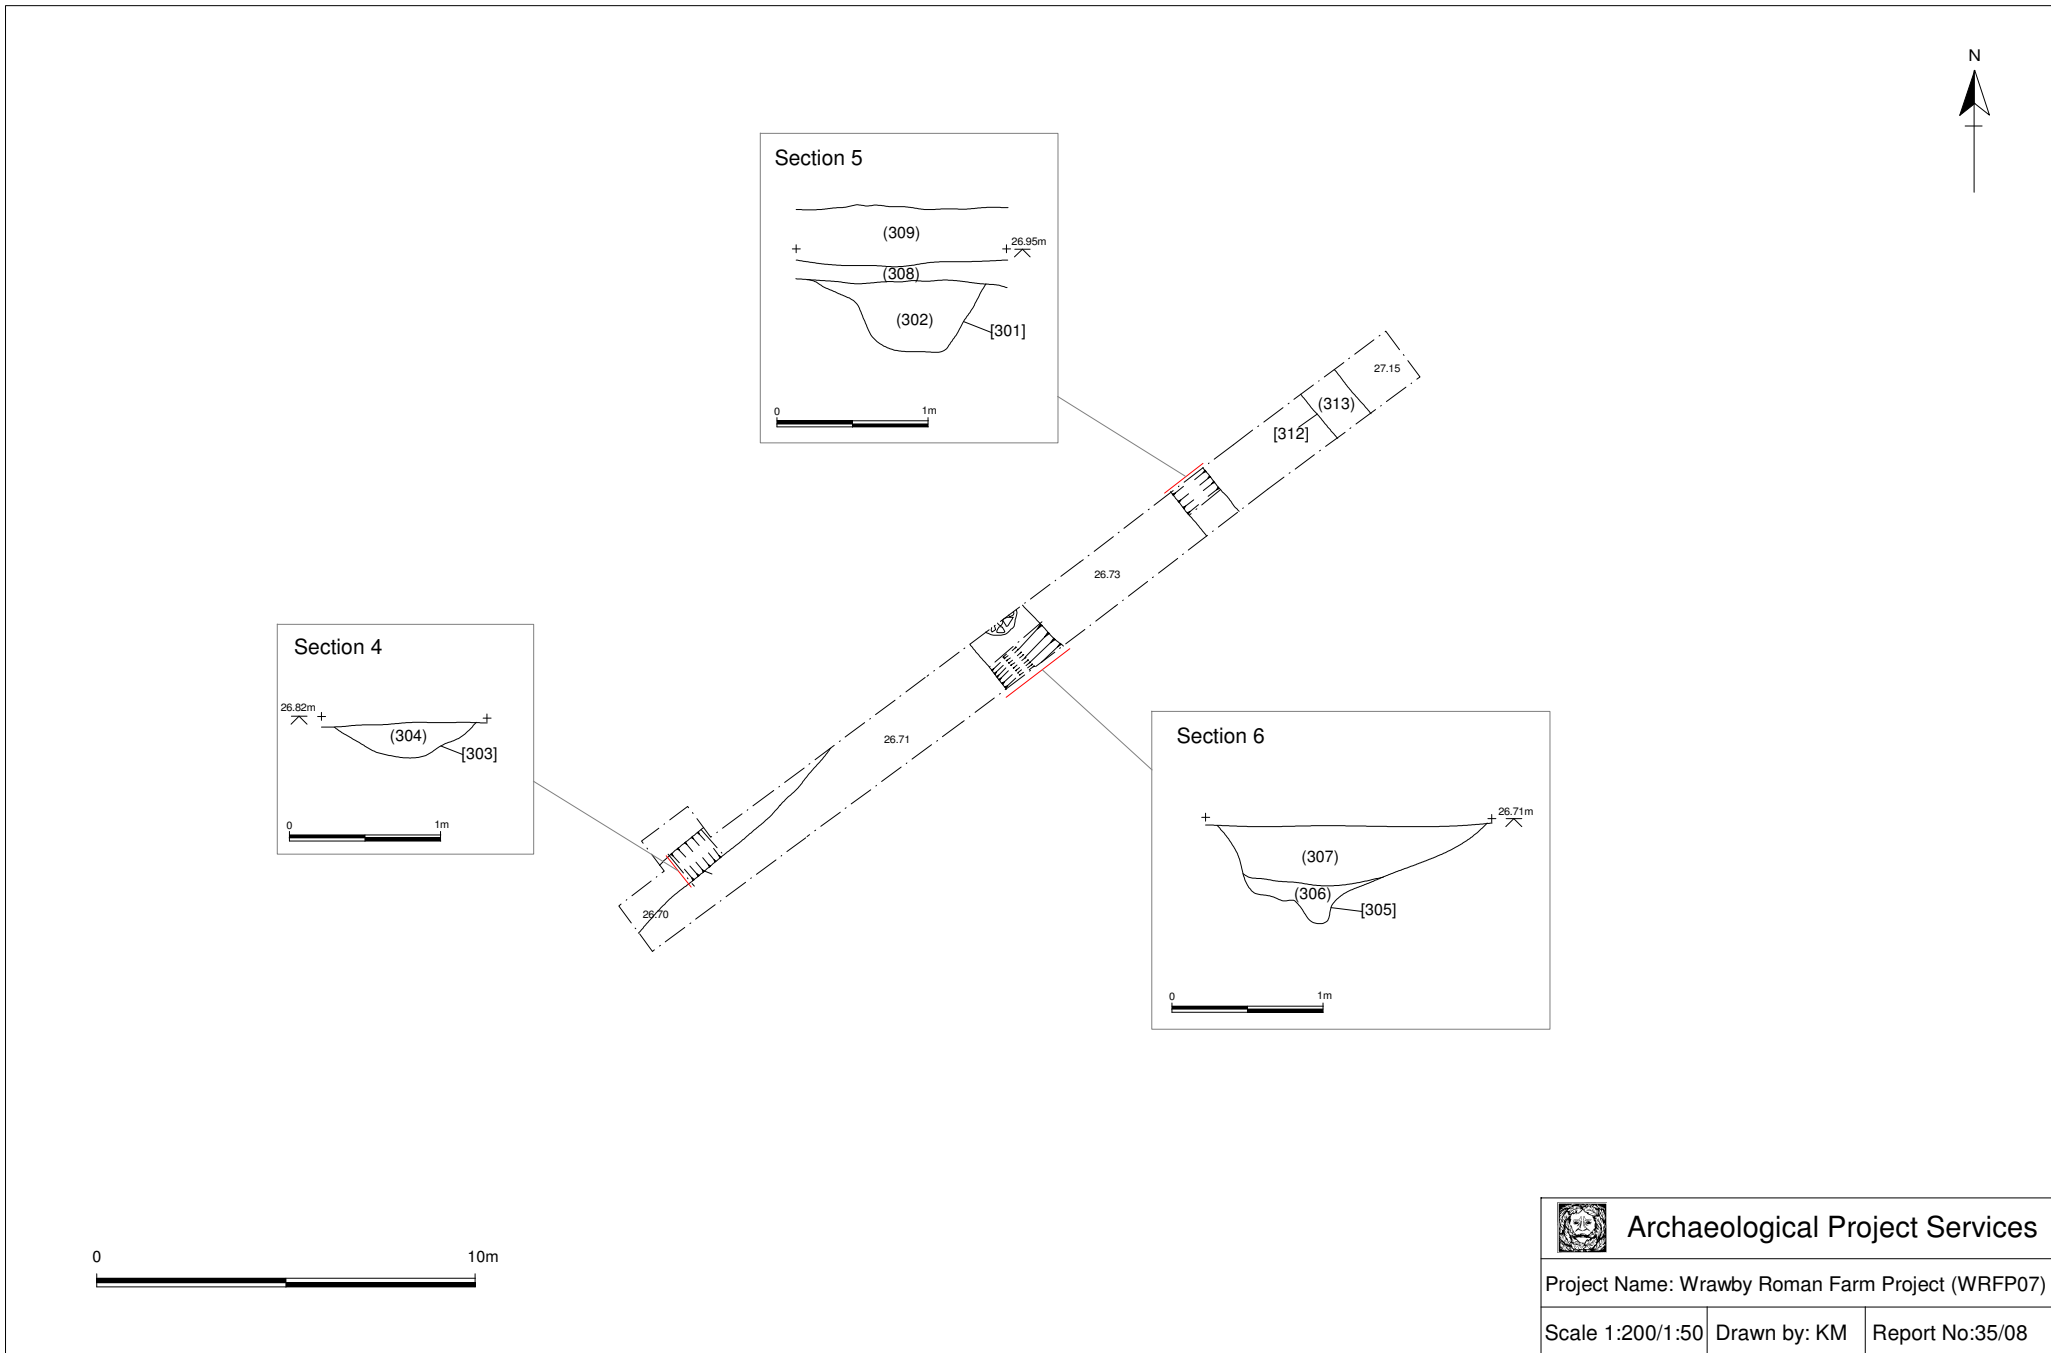 N
Section 5
(309)
26.95m
(308)
(302)
[301]
0 1m
27.15
(313)
[312]
26.73
Section 4
26.82m
(304)
[303]
0 1m
26.71
26.70
Section 6
26.71m
(307)
(306)
[305]
0 1m
0 10m
Archaeological Project Services
Project Name: Wrawby Roman Farm Project (WRFP07)
Scale 1:200/1:50 Drawn by: KM Report No:35/08